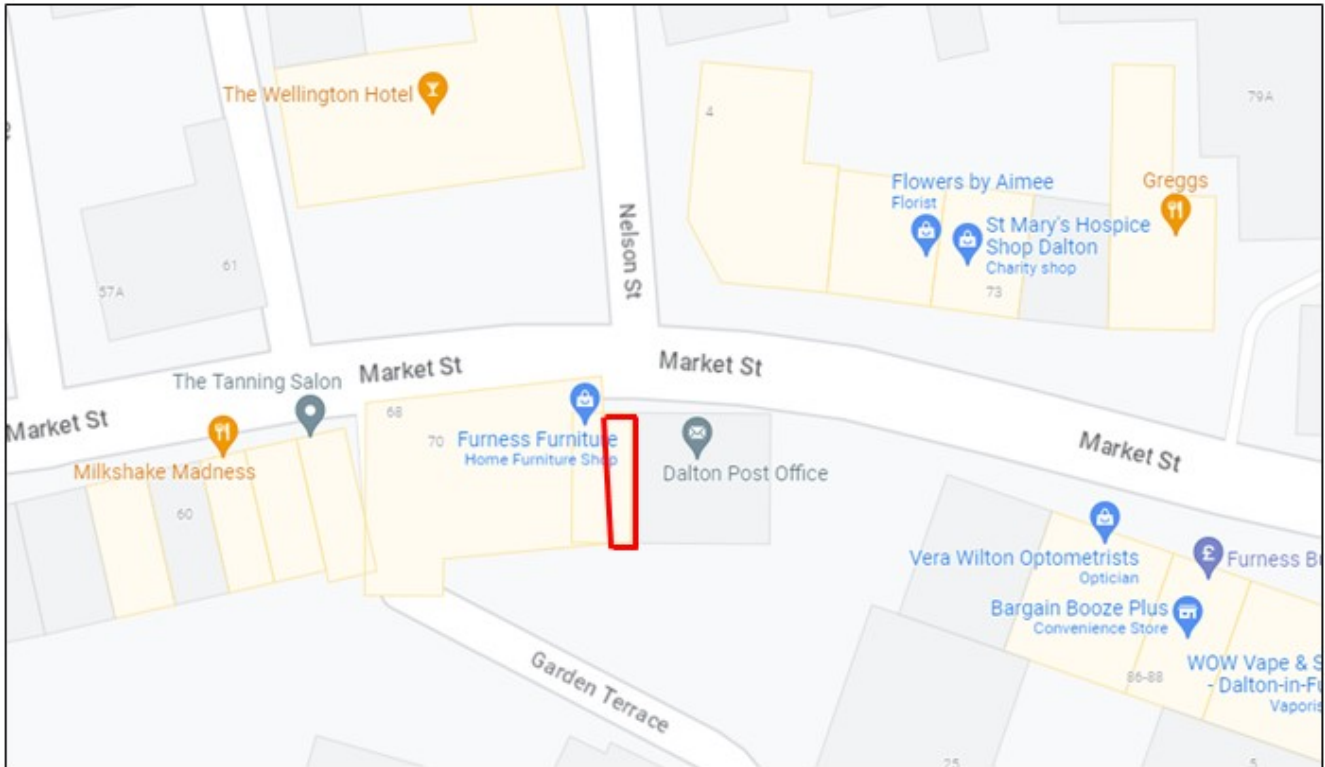 The Wellington Hotel
4
79A
Flowers by Aimee
Florist
Greggs
St Mary's Hospice
Shop Dalton
Charity shop
73
Nelson St
61
57A
Market St
Market St
The Tanning Salon
68
Market St
70
Furness Furniture
Home Furniture Shop
Milkshake Madness
Dalton Post Office
Market St
60
Vera Wilton Optometrists
Optician
Furness B
Bargain Booze Plus
Convenience Store
86-88
WOW Vape & S
- Dalton-in-Fu
Vaporis
Garden Terrace
25
5